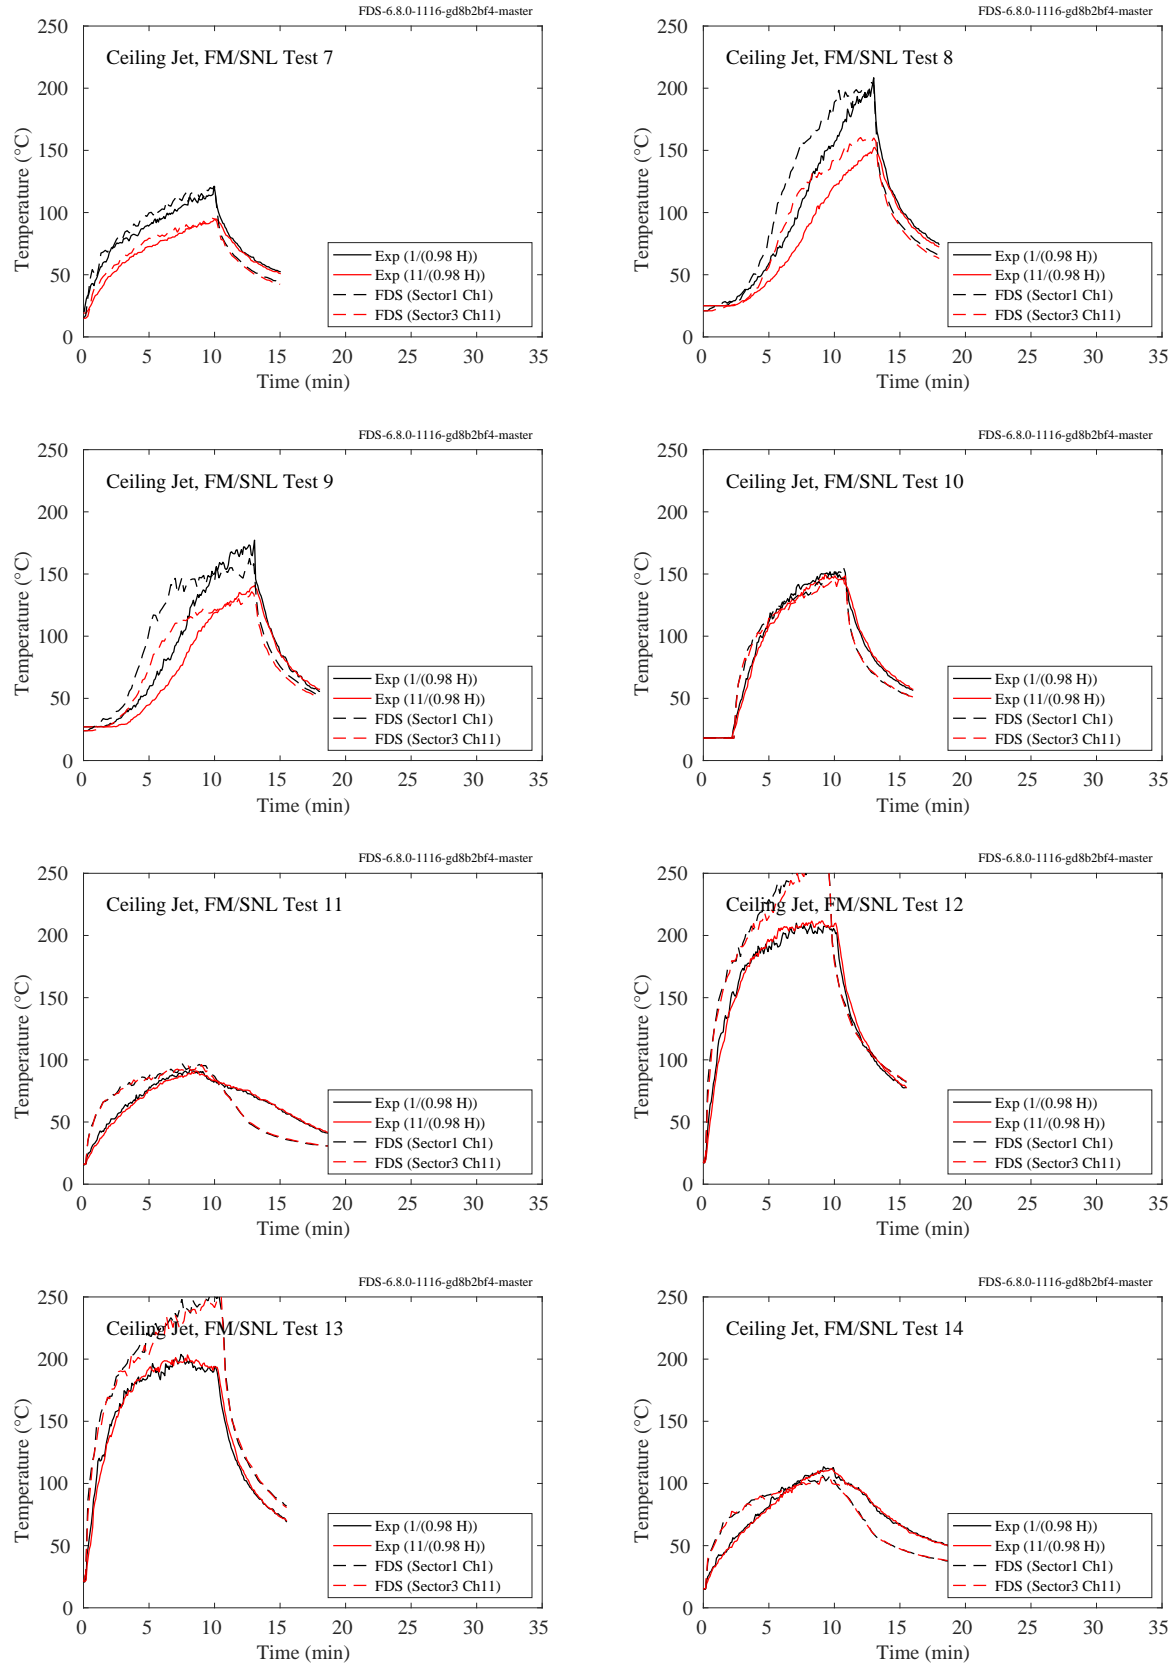 FDS-6.8.0-1116-gd8b2bf4-master
Ceiling Jet, FM/SNL Test 7
Temperature (°C)
250
200
150
100
50
0
0 5 10 15 20 25 30 35
Time (min)
Exp (1/(0.98 H))
Exp (11/(0.98 H))
FDS (Sector1 Ch1)
FDS (Sector3 Ch11)
FDS-6.8.0-1116-gd8b2bf4-master
Ceiling Jet, FM/SNL Test 8
Temperature (°C)
250
200
150
100
50
0
0 5 10 15 20 25 30 35
Time (min)
Exp (1/(0.98 H))
Exp (11/(0.98 H))
FDS (Sector1 Ch1)
FDS (Sector3 Ch11)
FDS-6.8.0-1116-gd8b2bf4-master
Ceiling Jet, FM/SNL Test 9
Temperature (°C)
250
200
150
100
50
0
0 5 10 15 20 25 30 35
Time (min)
Exp (1/(0.98 H))
Exp (11/(0.98 H))
FDS (Sector1 Ch1)
FDS (Sector3 Ch11)
FDS-6.8.0-1116-gd8b2bf4-master
Ceiling Jet, FM/SNL Test 10
Temperature (°C)
250
200
150
100
50
0
0 5 10 15 20 25 30 35
Time (min)
Exp (1/(0.98 H))
Exp (11/(0.98 H))
FDS (Sector1 Ch1)
FDS (Sector3 Ch11)
FDS-6.8.0-1116-gd8b2bf4-master
Ceiling Jet, FM/SNL Test 11
Temperature (°C)
250
200
150
100
50
0
0 5 10 15 20 25 30 35
Time (min)
Exp (1/(0.98 H))
Exp (11/(0.98 H))
FDS (Sector1 Ch1)
FDS (Sector3 Ch11)
FDS-6.8.0-1116-gd8b2bf4-master
Ceiling Jet, FM/SNL Test 12
Temperature (°C)
250
200
150
100
50
0
0 5 10 15 20 25 30 35
Time (min)
Exp (1/(0.98 H))
Exp (11/(0.98 H))
FDS (Sector1 Ch1)
FDS (Sector3 Ch11)
FDS-6.8.0-1116-gd8b2bf4-master
Ceiling Jet, FM/SNL Test 13
Temperature (°C)
250
200
150
100
50
0
0 5 10 15 20 25 30 35
Time (min)
Exp (1/(0.98 H))
Exp (11/(0.98 H))
FDS (Sector1 Ch1)
FDS (Sector3 Ch11)
FDS-6.8.0-1116-gd8b2bf4-master
Ceiling Jet, FM/SNL Test 14
Temperature (°C)
250
200
150
100
50
0
0 5 10 15 20 25 30 35
Time (min)
Exp (1/(0.98 H))
Exp (11/(0.98 H))
FDS (Sector1 Ch1)
FDS (Sector3 Ch11)